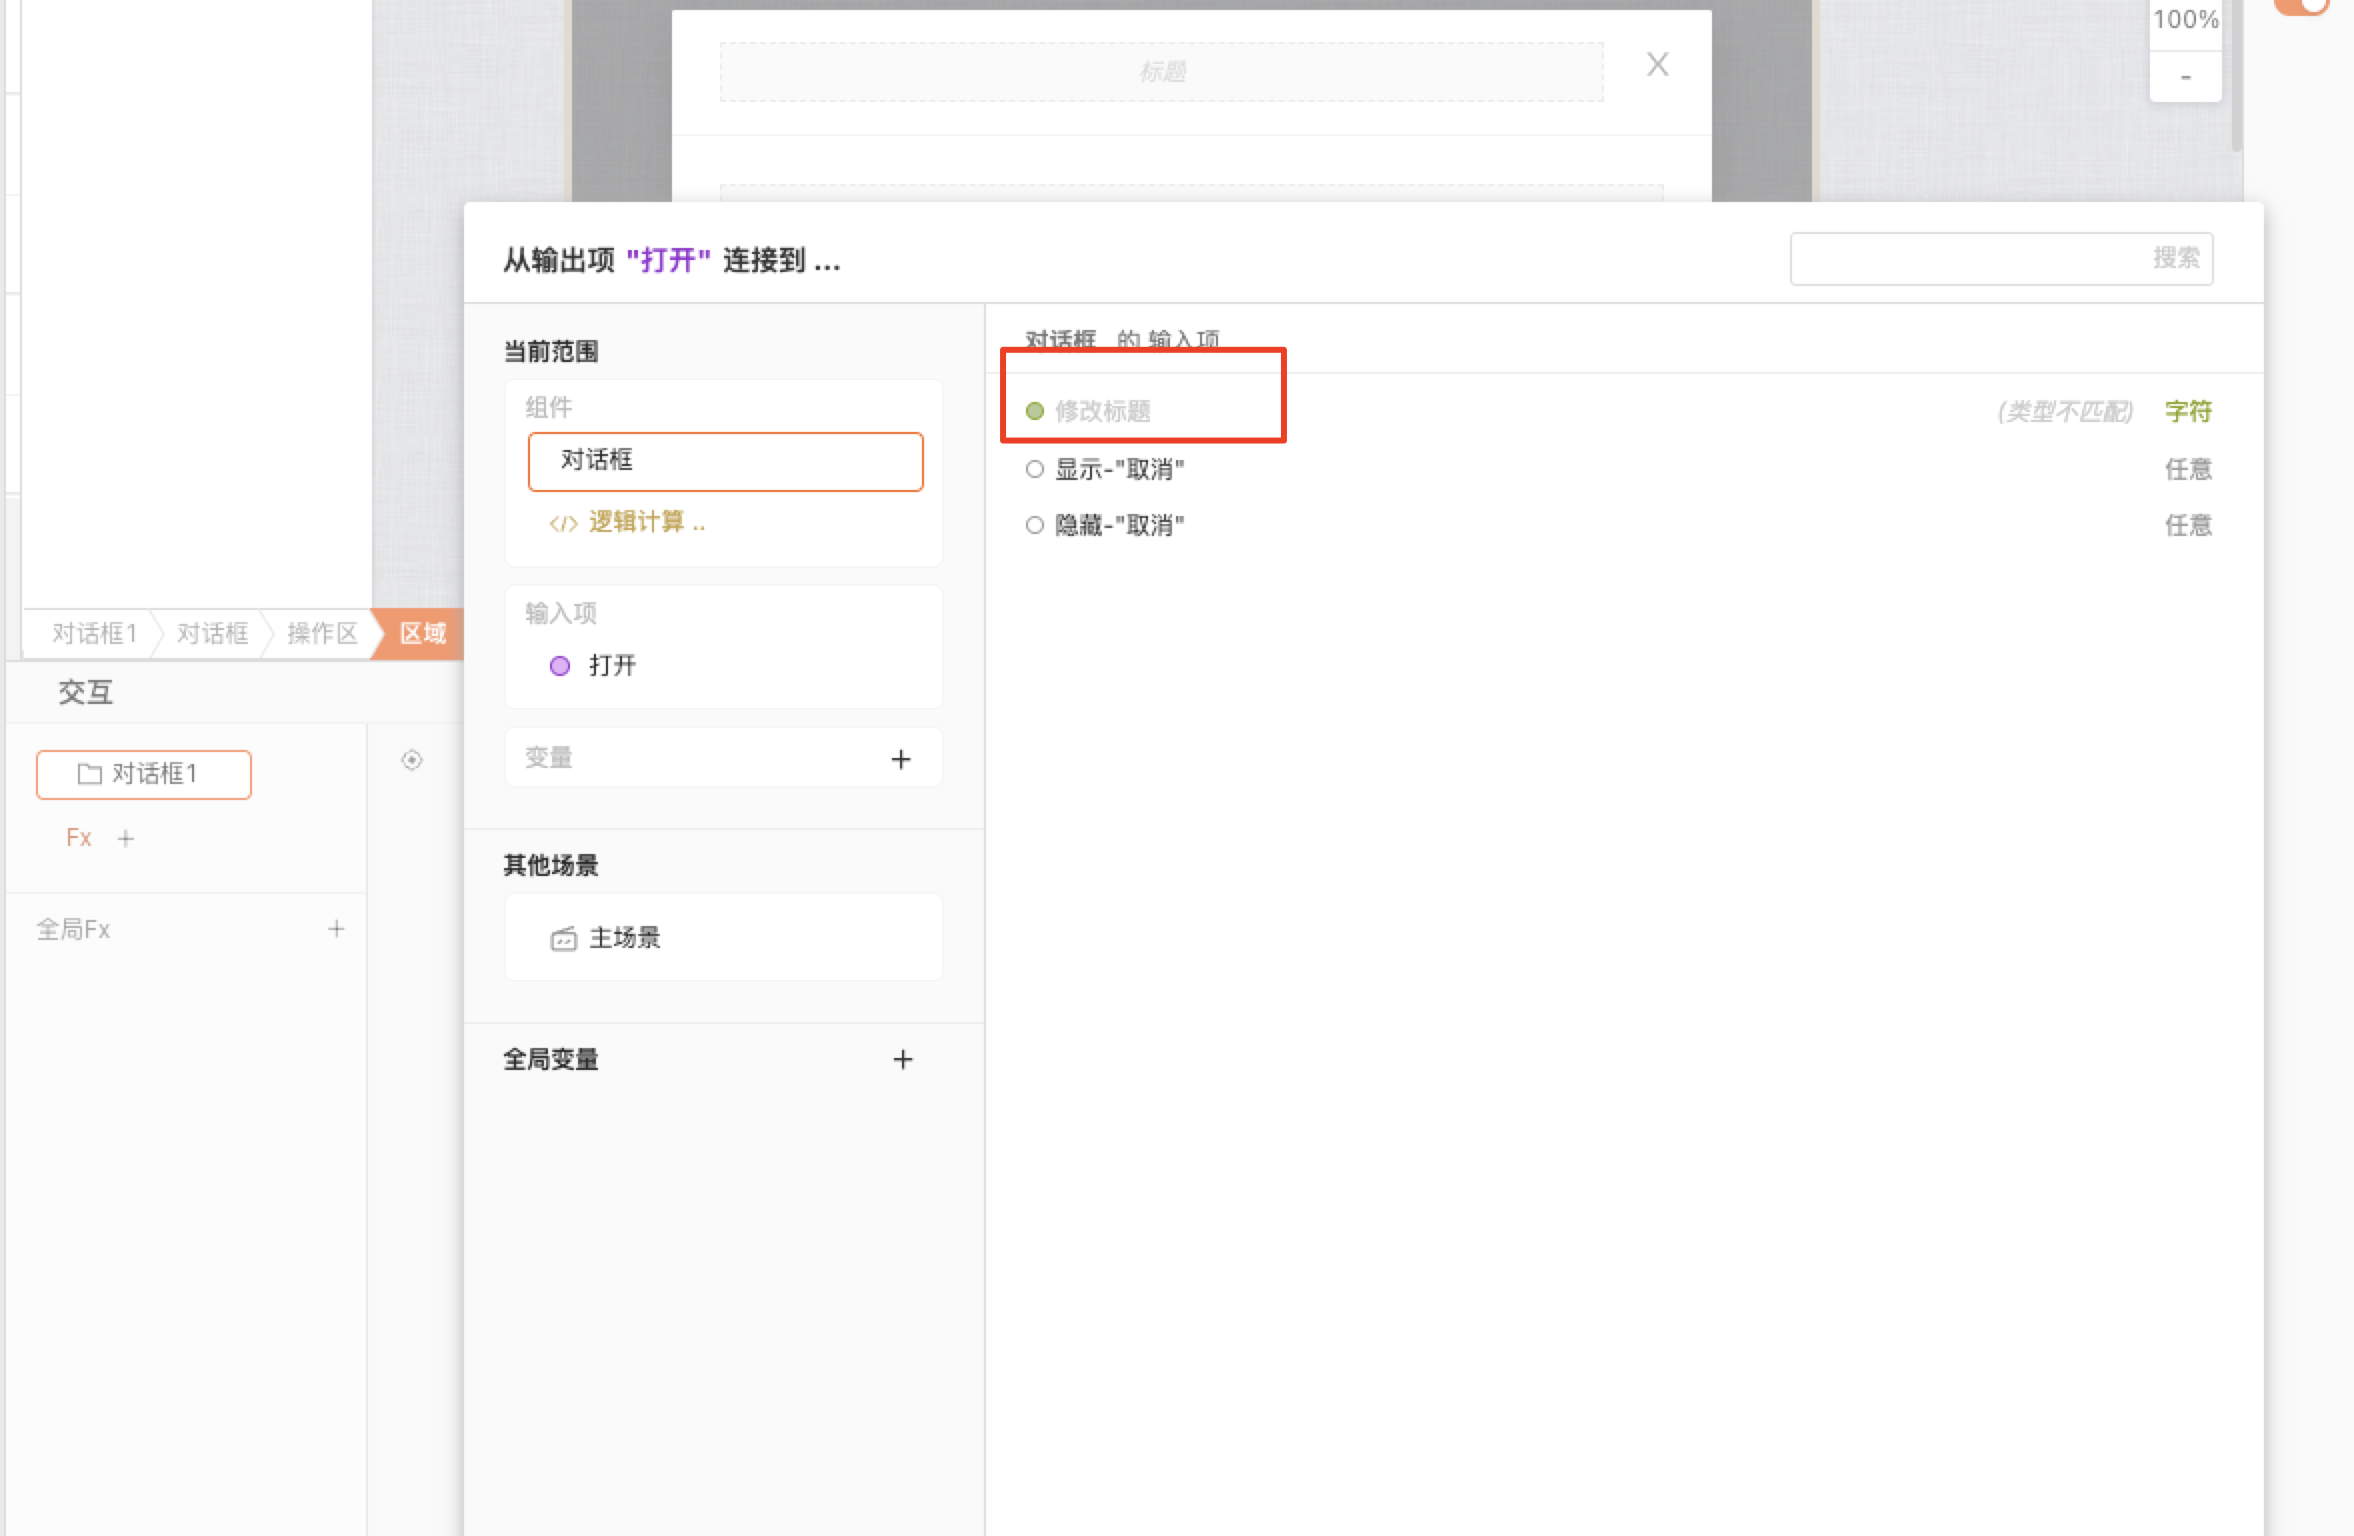 100%
-
标题
X
从输出项 "打开" 连接到 ...
搜索
当前范围
组件
对话框
</> 逻辑计算 ..
输入项
打开
变量 +
其他场景
主场景
全局变量 +
对话框 的 输入项
修改标题 (类型不匹配) 字符
显示-"取消" 任意
隐藏-"取消" 任意
对话框1 对话框 操作区 区域
交互
对话框1
Fx +
全局Fx +